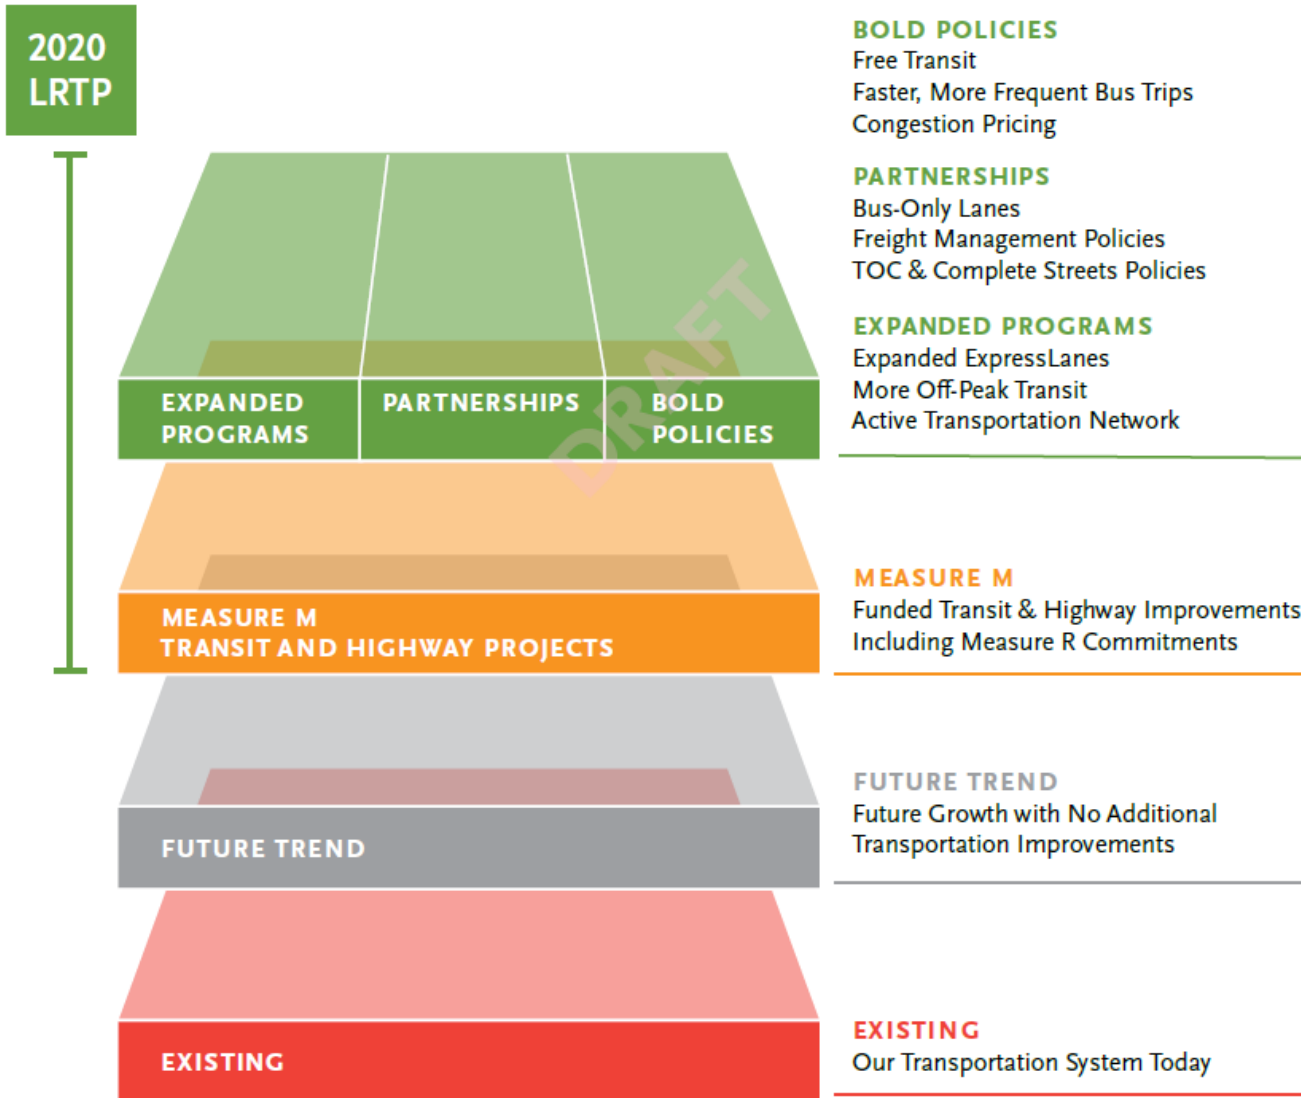 2020
LRTP
BOLD POLICIES
Free Transit
Faster, More Frequent Bus Trips
Congestion Pricing
PARTNERSHIPS
Bus-Only Lanes
Freight Management Policies
TOC & Complete Streets Policies
EXPANDED PROGRAMS
Expanded ExpressLanes
More Off-Peak Transit
Active Transportation Network
EXPANDED
PROGRAMS
PARTNERSHIPS
BOLD
POLICIES
DRAFT
MEASURE M
TRANSIT AND HIGHWAY PROJECTS
MEASURE M
Funded Transit & Highway Improvements
Including Measure R Commitments
FUTURE TREND
FUTURE TREND
Future Growth with No Additional
Transportation Improvements
EXISTING
EXISTING
Our Transportation System Today